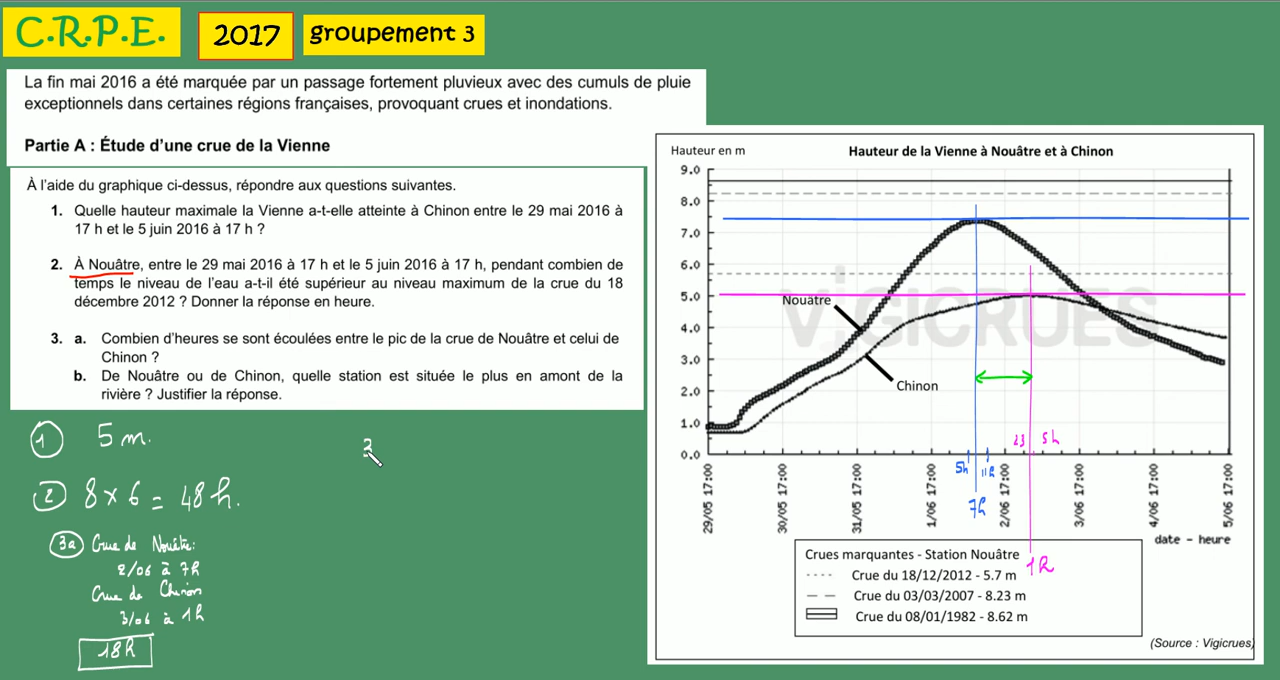 C.R.P.E.
2017
groupement 3
La fin mai 2016 a été marquée par un passage fortement pluvieux avec des cumuls de pluie
exceptionnels dans certaines régions françaises, provoquant crues et inondations.
Partie A : Étude d'une crue de la Vienne
À l'aide du graphique ci-dessus, répondre aux questions suivantes.
1. Quelle hauteur maximale la Vienne a-t-elle atteinte à Chinon entre le 29 mai 2016 à
17 h et le 5 juin 2016 à 17 h ?
2. À Nouâtre, entre le 29 mai 2016 à 17 h et le 5 juin 2016 à 17 h, pendant combien de
temps le niveau de l'eau a-t-il été supérieur au niveau maximum de la crue du 18
décembre 2012 ? Donner la réponse en heure.
3. a. Combien d'heures se sont écoulées entre le pic de la crue de Nouâtre et celui de
Chinon ?
b. De Nouâtre ou de Chinon, quelle station est située le plus en amont de la
rivière ? Justifier la réponse.
1 5 m.
2 8 x 6 = 48 h.
3a Crue de Nouâtre:
2/06 à 7h
Crue de Chinon
3/06 à 1h
18h
3
Hauteur en m
Hauteur de la Vienne à Nouâtre et à Chinon
9.0
8.0
7.0
6.0
5.0
4.0
3.0
2.0
1.0
0.0
vigicrues
Nouatre
Chinon
23 5h
5h 11h
7h
1h
29/05 17:00
30/05 17:00
31/05 17:00
1/06 17:00
2/06 17:00
3/06 17:00
4/06 17:00
5/06 17:00
date - heure
Crues marquantes - Station Nouâtre
Crue du 18/12/2012 - 5.7 m
Crue du 03/03/2007 - 8.23 m
Crue du 08/01/1982 - 8.62 m
(Source : Vigicrues)